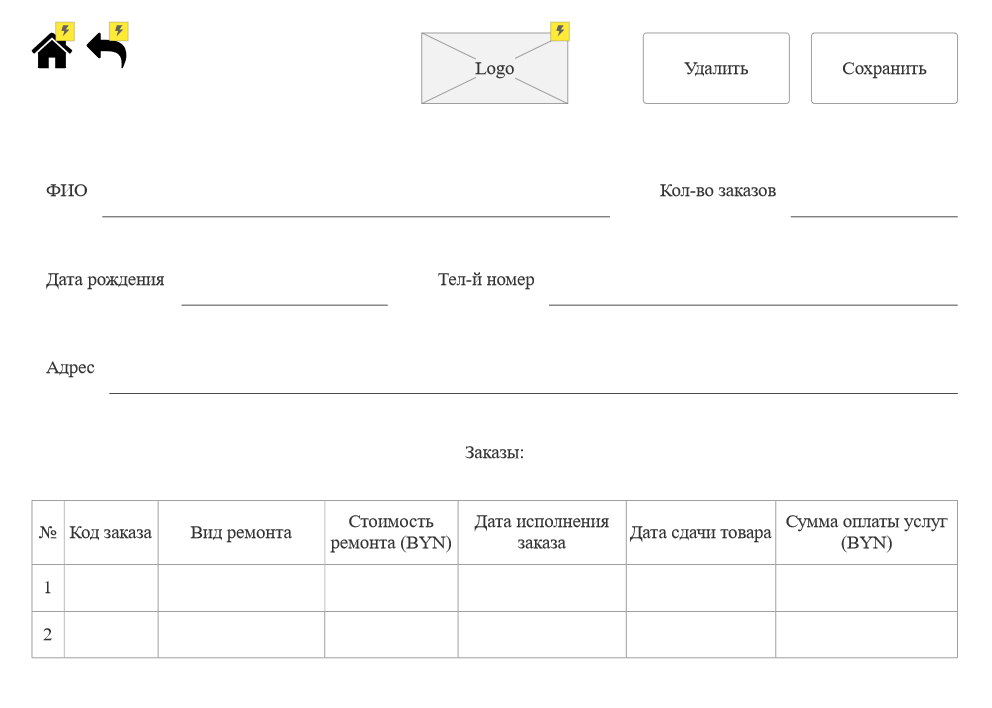 Logo
Удалить
Сохранить
ФИО
Кол-во заказов
Дата рождения
Тел-й номер
Адрес
Заказы:
№
Код заказа
Вид ремонта
Стоимость
ремонта (BYN)
Дата исполнения
заказа
Дата сдачи товара
Сумма оплаты услуг
(BYN)
1
2